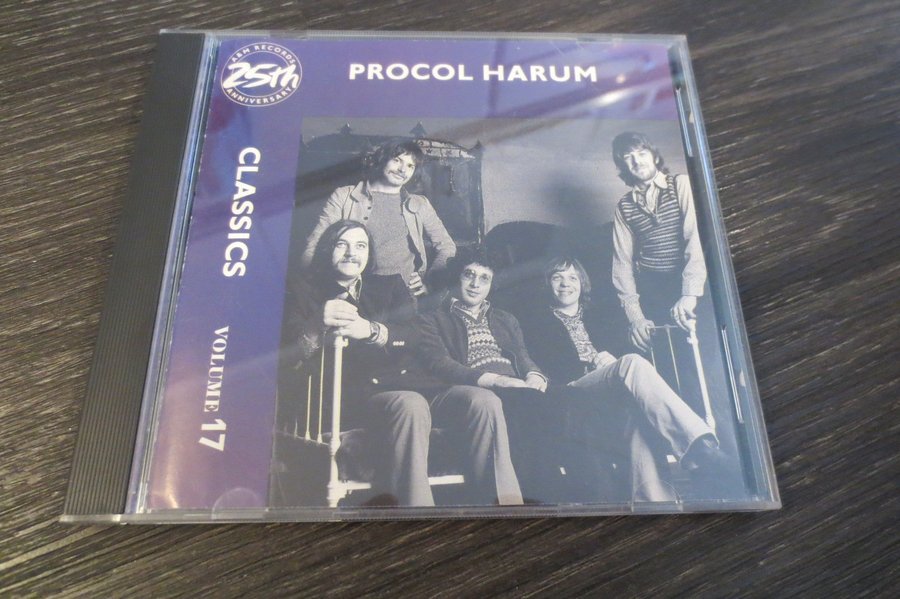 A&M RECORDS
25th
ANNIVERSARY
PROCOL HARUM
CLASSICS
VOLUME 17